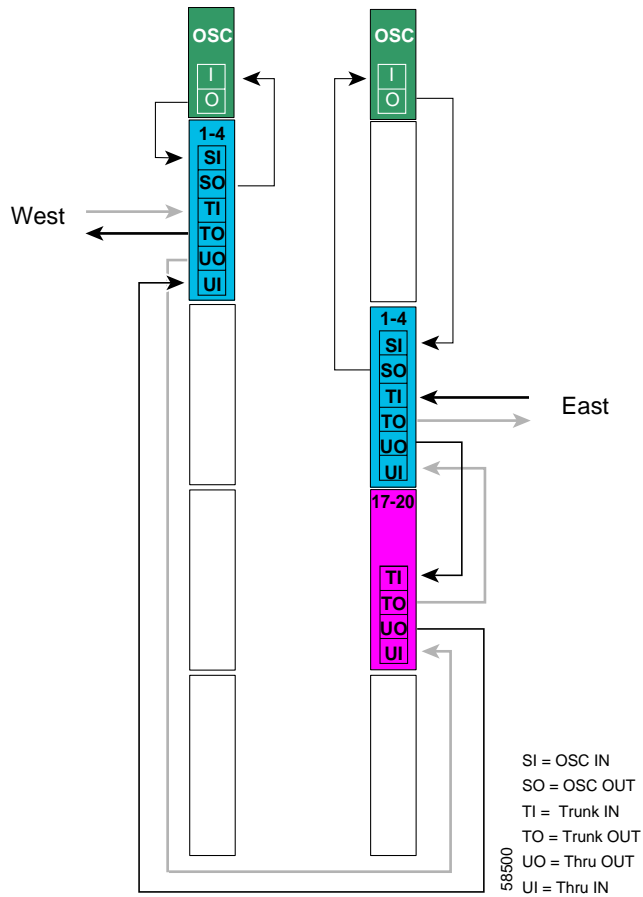 OSC
I
O
1-4
SI
SO
TI
TO
UO
UI
West
OSC
I
O
1-4
SI
SO
TI
TO
UO
UI
East
17-20
TI
TO
UO
UI
SI = OSC IN
SO = OSC OUT
TI = Trunk IN
TO = Trunk OUT
UO = Thru OUT
UI = Thru IN
58500